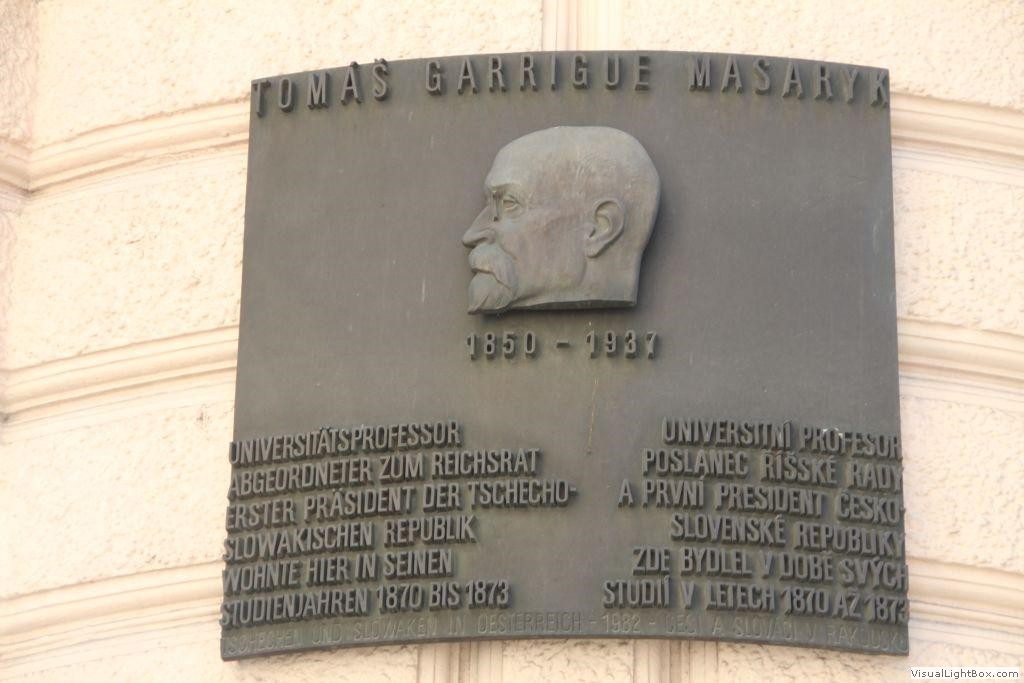 TOMÁŠ GARRIGUE MASARYK
1850 - 1937
UNIVERSITÄTSPROFESSOR
ABGEORDNETER ZUM REICHSRAT
ERSTER PRÄSIDENT DER TSCHECHO-
SLOWAKISCHEN REPUBLIK
WOHNTE HIER IN SEINEN
STUDIENJAHREN 1870 BIS 1873
UNIVERSITNÍ PROFESOR
POSLANEC ŘÍŠSKÉ RADY
A PRVNÍ PRESIDENT ČESKO-
SLOVENSKÉ REPUBLIKY
ZDE BYDLEL V DOBĚ SVÝCH
STUDIÍ V LETECH 1870 AŽ 1873
TSCHECHEN UND SLOWAKEN IN OESTERREICH - 1982 - ČEŠI A SLOVÁCI V RAKOUSKU
VisualLightBox.com